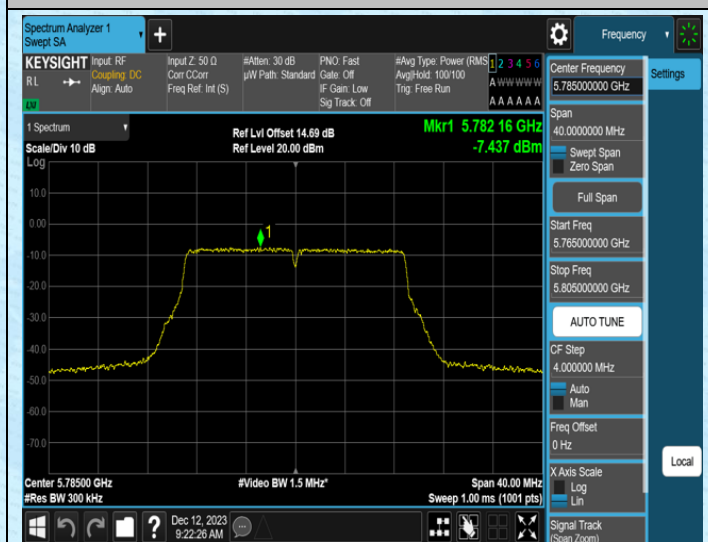 Spectrum Analyzer 1
Swept SA
+
Frequency
KEYSIGHT
RL
LXI
Input: RF
Coupling: DC
Align: Auto
Input Z: 50 Ω
Corr CCorr
Freq Ref: Int (S)
#Atten: 30 dB
µW Path: Standard
PNO: Fast
Gate: Off
IF Gain: Low
Sig Track: Off
#Avg Type: Power (RMS
Avg|Hold: 100/100
Trig: Free Run
1 2 3 4 5 6
A W W W W W
A A A A A A
1 Spectrum
Scale/Div 10 dB
Log
Ref Lvl Offset 14.69 dB
Ref Level 20.00 dBm
Mkr1 5.782 16 GHz
-7.437 dBm
10.0
0.00
-10.0
-20.0
-30.0
-40.0
-50.0
-60.0
-70.0
1
Center 5.78500 GHz
#Res BW 300 kHz
#Video BW 1.5 MHz*
Span 40.00 MHz
Sweep 1.00 ms (1001 pts)
Center Frequency
5.785000000 GHz
Settings
Span
40.0000000 MHz
Swept Span
Zero Span
Full Span
Start Freq
5.765000000 GHz
Stop Freq
5.805000000 GHz
AUTO TUNE
CF Step
4.000000 MHz
Auto
Man
Freq Offset
0 Hz
X Axis Scale
Log
Lin
Local
Signal Track
(Span Zoom)
?
Dec 12, 2023
9:22:26 AM